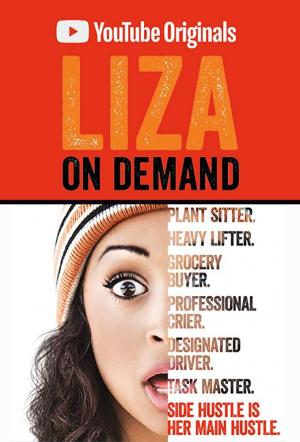 YouTube Originals
LIZA
ON DEMAND
PLANT SITTER.
HEAVY LIFTER.
GROCERY
BUYER.
PROFESSIONAL
CRIER.
DESIGNATED
DRIVER.
TASK MASTER.
SIDE HUSTLE IS
HER MAIN HUSTLE.